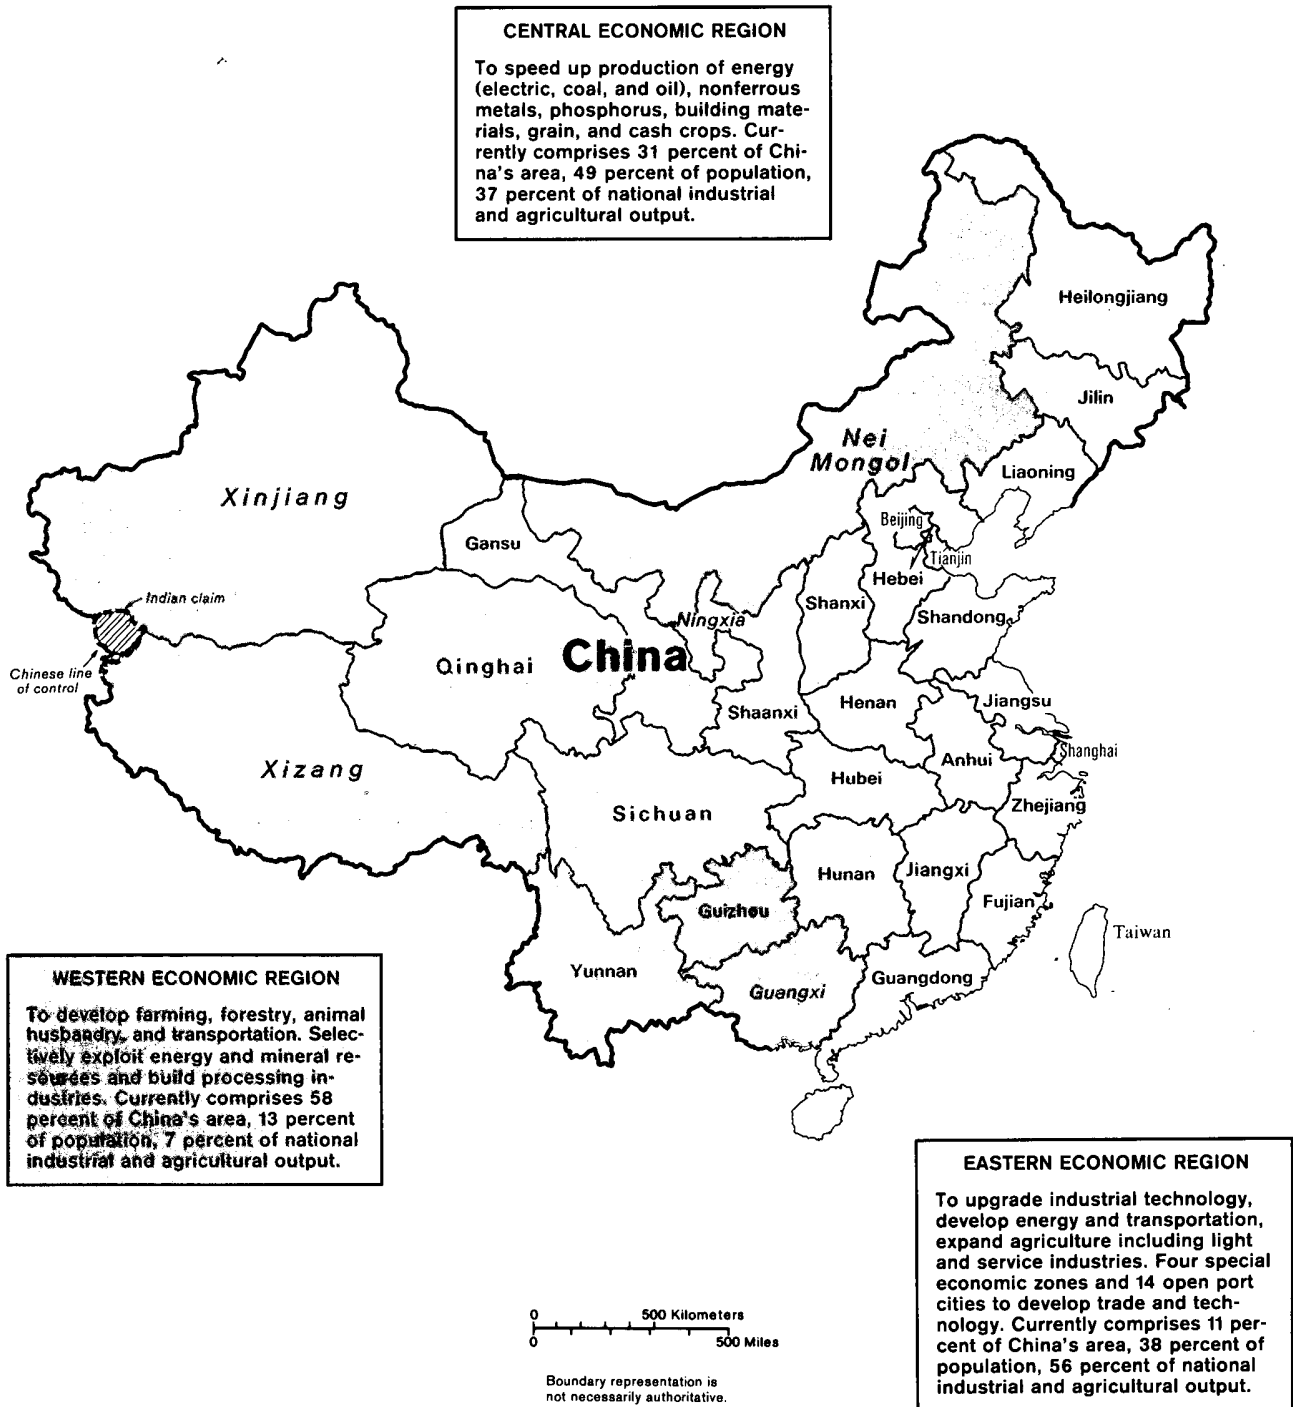 CENTRAL ECONOMIC REGION
To speed up production of energy
(electric, coal, and oil), nonferrous
metals, phosphorus, building mate-
rials, grain, and cash crops. Cur-
rently comprises 31 percent of Chi-
na's area, 49 percent of population,
37 percent of national industrial
and agricultural output.
Heilongjiang
Jilin
Nei
Mongol
Liaoning
Xinjiang
Beijing
Gansu
Tianjin
Hebei
Indian claim
Shanxi
Ningxia
Shandong
China
Qinghai
Chinese line
of control
Jiangsu
Henan
Shaanxi
Shanghai
Anhui
Xizang
Hubei
Zhejiang
Sichuan
Jiangxi
Hunan
Fujian
Guizhou
Taiwan
Yunnan
Guangdong
Guangxi
WESTERN ECONOMIC REGION
To develop farming, forestry, animal
husbandry, and transportation. Selec-
tively exploit energy and mineral re-
sources and build processing in-
dustries. Currently comprises 58
percent of China's area, 13 percent
of population, 7 percent of national
industrial and agricultural output.
EASTERN ECONOMIC REGION
To upgrade industrial technology,
develop energy and transportation,
expand agriculture including light
and service industries. Four special
economic zones and 14 open port
cities to develop trade and tech-
nology. Currently comprises 11 per-
cent of China's area, 38 percent of
population, 56 percent of national
industrial and agricultural output.
0 500 Kilometers
0 500 Miles
Boundary representation is
not necessarily authoritative.